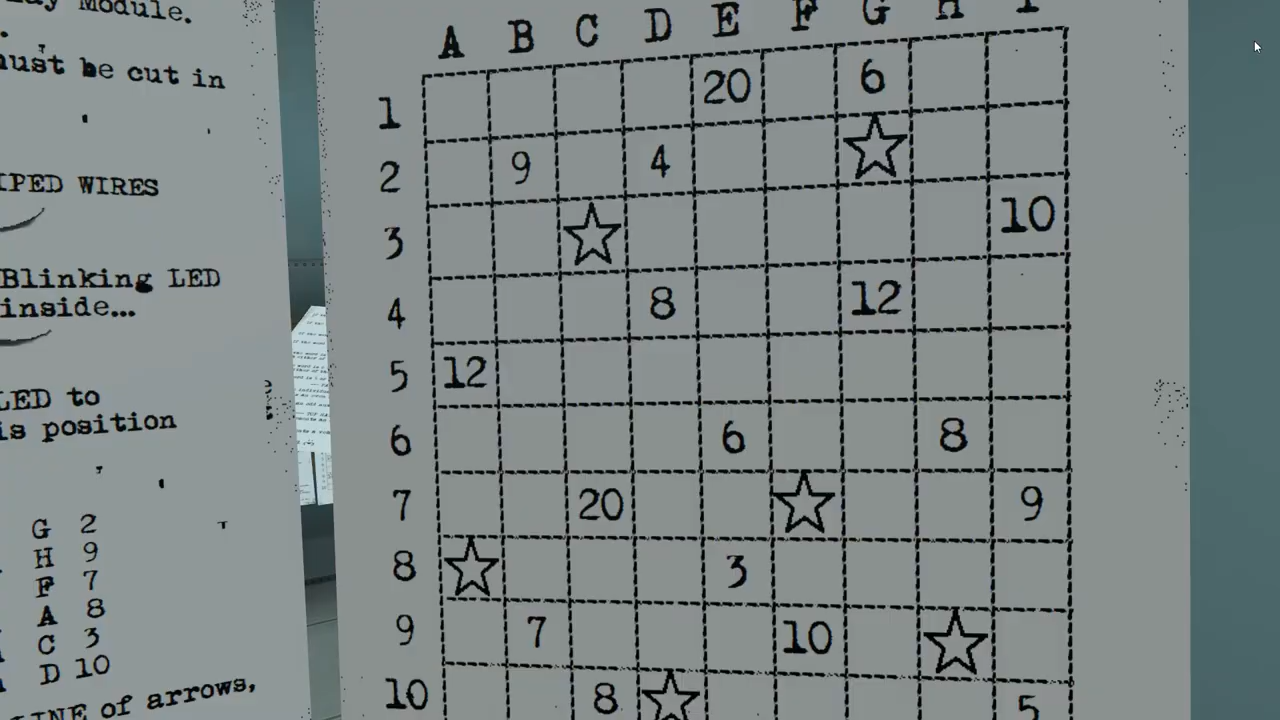 Module.
must be cut in
IPED WIRES
Blinking LED
inside...
LED to
is position
G 2
H 9
F 7
A 8
C 3
D 10
LINE of arrows,
A B C D E F G H I
1 20 6
2 9 4
3 10
4 8 12
5 12
6 6 8
7 20 9
8 3
9 7 10
10 8 5